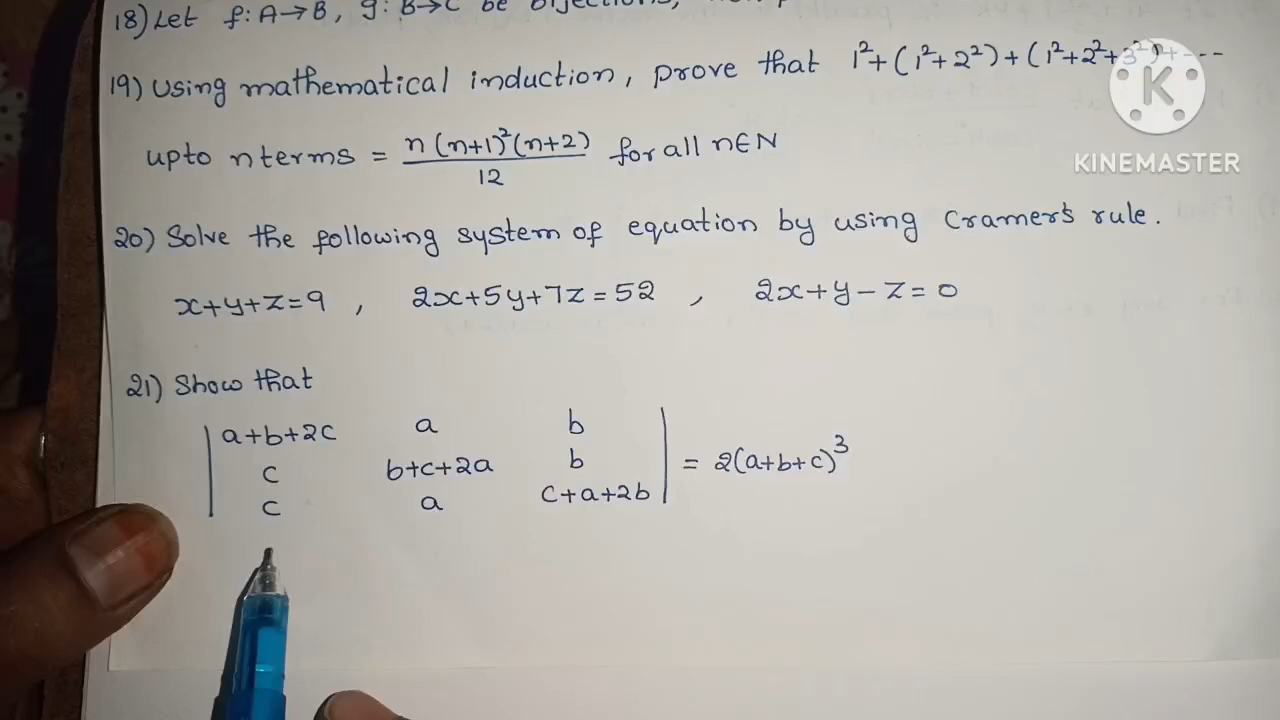 18) Let f: A→B, g: B→C be bijections,
19) Using mathematical induction, prove that 1²+(1²+2²)+(1²+2²+3²)+---
upto n terms = n(n+1)²(n+2)/12 for all n∈N
20) Solve the following system of equation by using Cramer's rule.
x+y+z=9 , 2x+5y+7z=52 , 2x+y-z=0
21) Show that
| a+b+2c a b |
| c b+c+2a b | = 2(a+b+c)³
| c a c+a+2b |
K
KINEMASTER